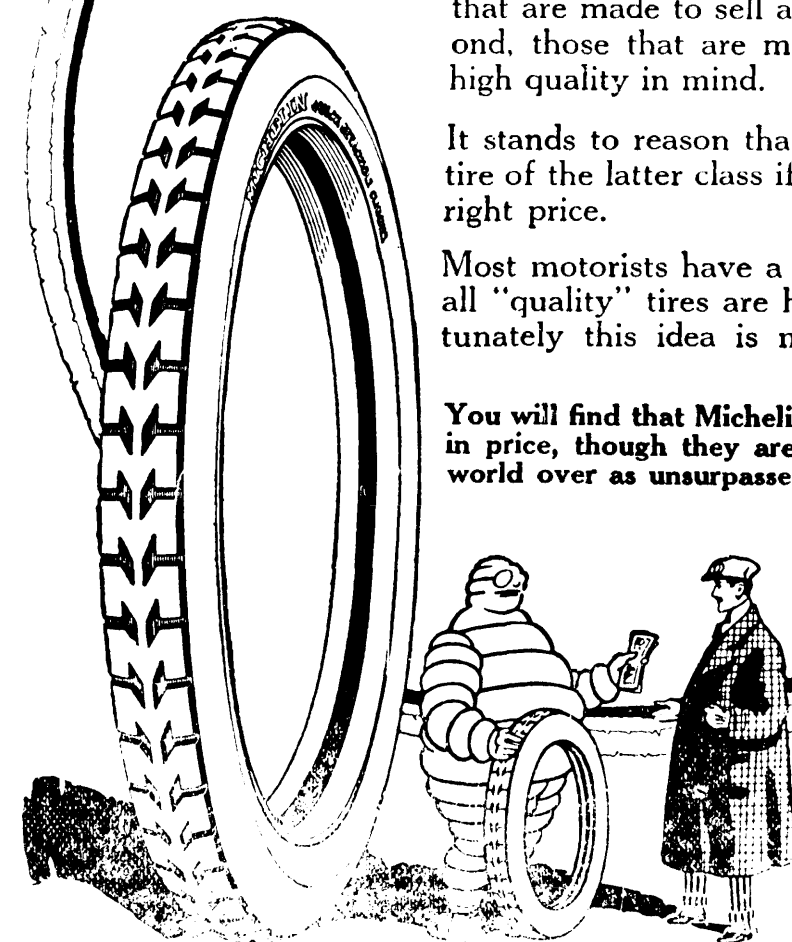 that are made to sell a
ond, those that are m
high quality in mind.
It stands to reason tha
tire of the latter class if
right price.
Most motorists have a
all “quality” tires are h
tunately this idea is n
You will find that Micheli
in price, though they are
world over as unsurpasse